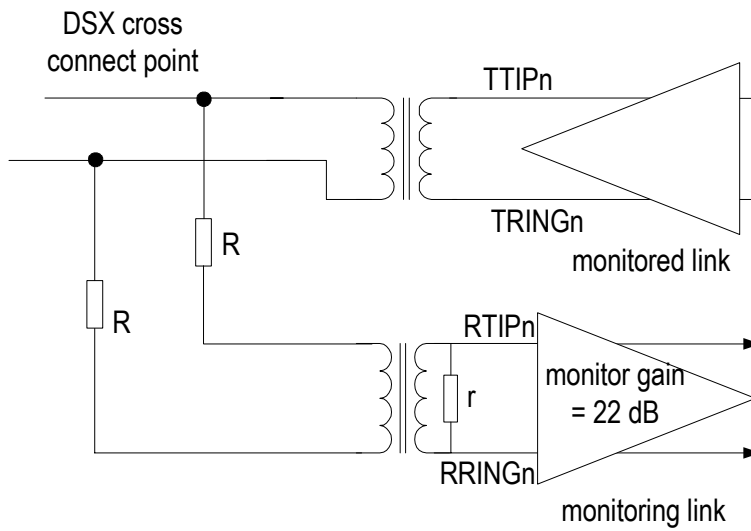 DSX cross
connect point
TTIPn
TRINGn
monitored link
R
R
RTIPn
monitor gain
= 22 dB
r
RRINGn
monitoring link